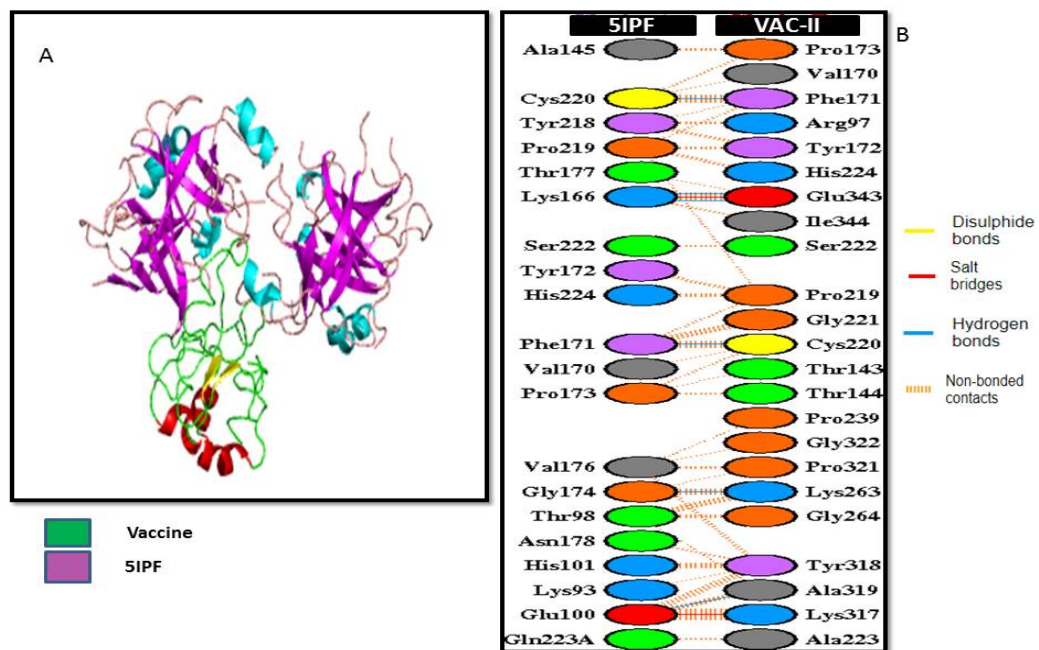 A
Vaccine
5IPF
5IPF VAC-II
B
Ala145 Pro173
Val170
Cys220 Phe171
Tyr218 Arg97
Pro219 Tyr172
Thr177 His224
Lys166 Glu343
Ile344
Ser222 Ser222
Tyr172
His224 Pro219
Gly221
Phe171 Cys220
Val170 Thr143
Pro173 Thr144
Pro239
Gly322
Val176 Pro321
Gly174 Lys263
Thr98 Gly264
Asn178
His101 Tyr318
Lys93 Ala319
Glu100 Lys317
Gln223A Ala223
Disulphide
bonds
Salt
bridges
Hydrogen
bonds
Non-bonded
contacts